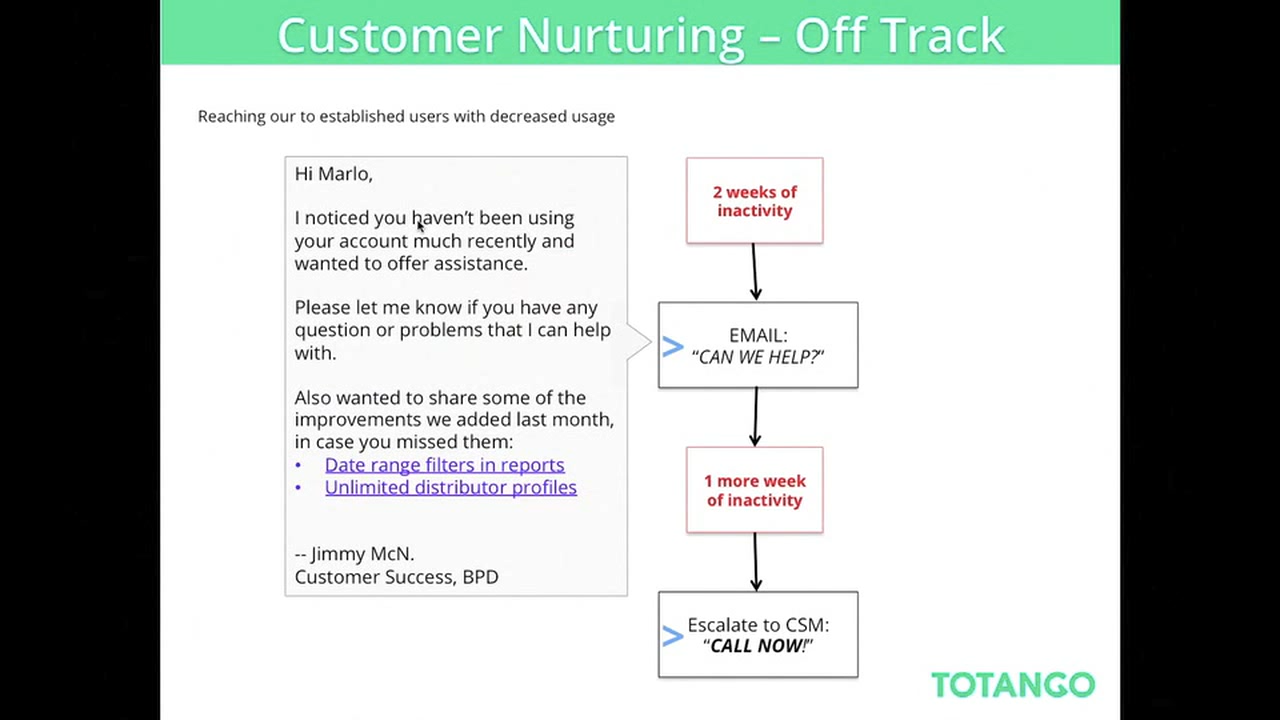 Customer Nurturing – Off Track
Reaching our to established users with decreased usage
Hi Marlo,
I noticed you haven't been using
your account much recently and
wanted to offer assistance.
Please let me know if you have any
question or problems that I can help
with.
Also wanted to share some of the
improvements we added last month,
in case you missed them:
• Date range filters in reports
• Unlimited distributor profiles
-- Jimmy McN.
Customer Success, BPD
2 weeks of
inactivity
> EMAIL:
“CAN WE HELP?”
1 more week
of inactivity
> Escalate to CSM:
“CALL NOW!”
TOTANGO